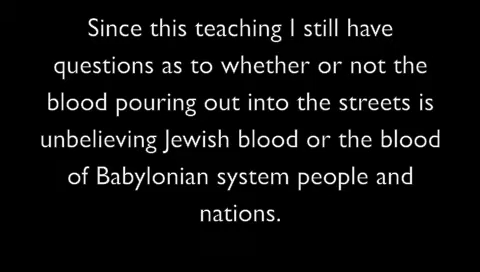 Since this teaching I still have
questions as to whether or not the
blood pouring out into the streets is
unbelieving Jewish blood or the blood
of Babylonian system people and
nations.